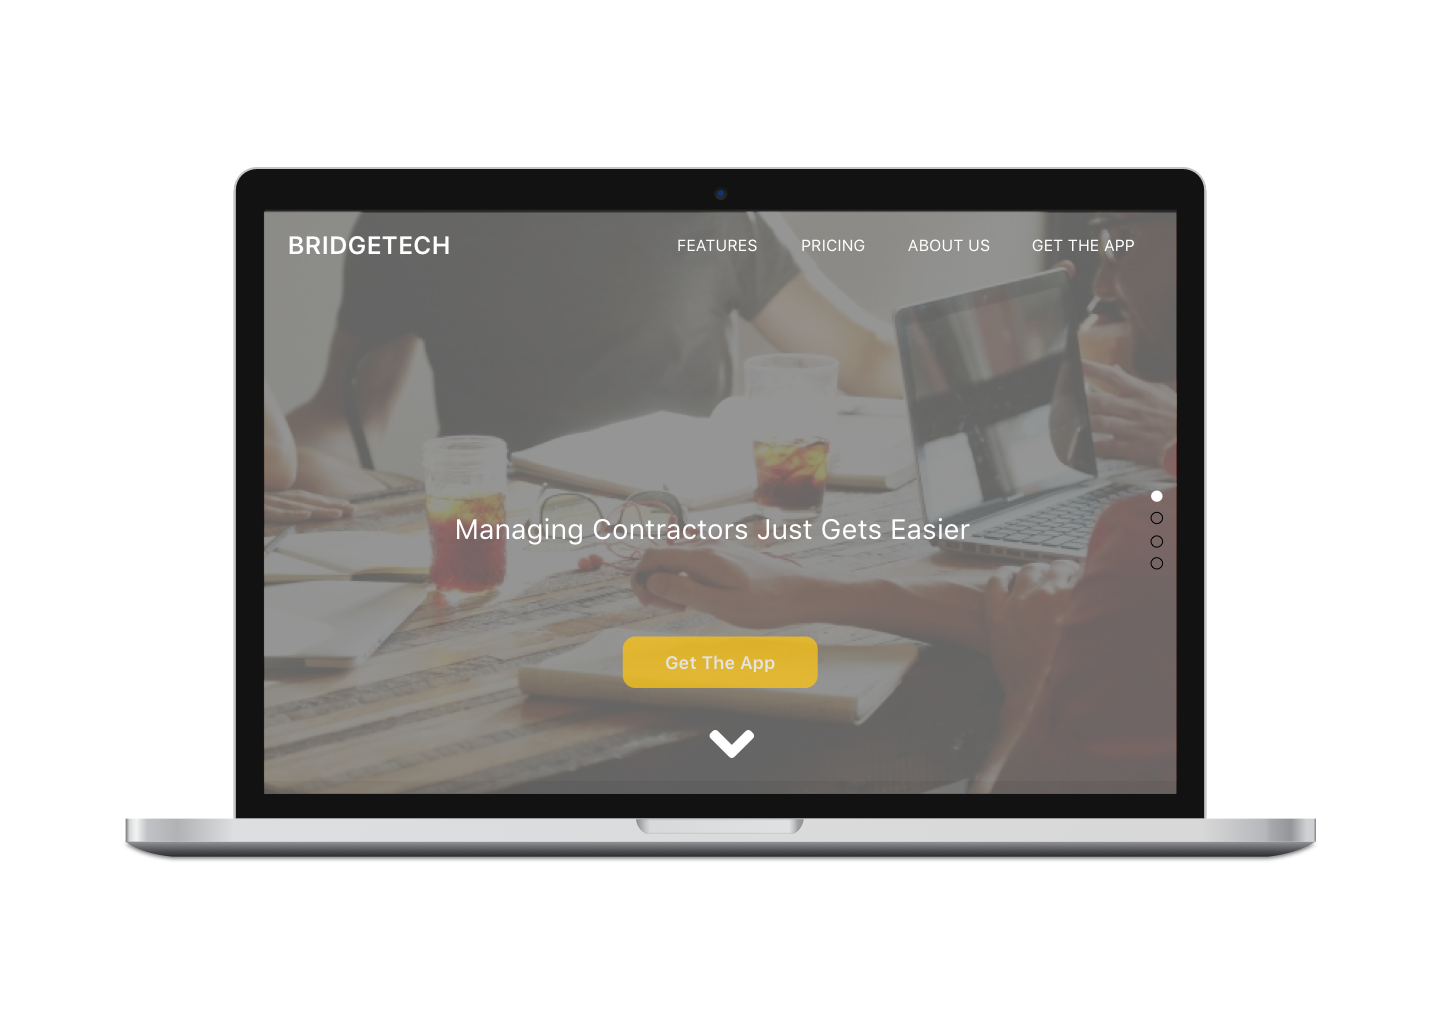 BRIDGETECH
FEATURES PRICING ABOUT US GET THE APP
Managing Contractors Just Gets Easier
Get The App